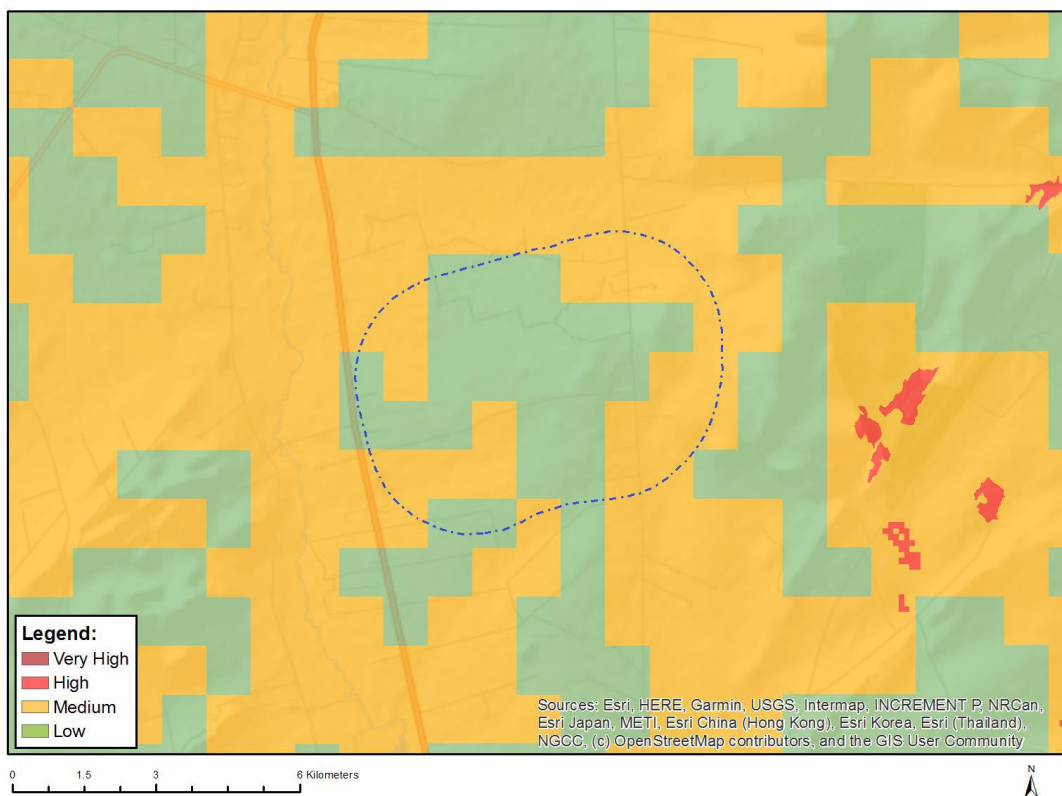 Legend:
Very High
High
Medium
Low
Sources: Esri, HERE, Garmin, USGS, Intermap, INCREMENT P, NRCan,
Esri Japan, METI, Esri China (Hong Kong), Esri Korea, Esri (Thailand),
NGCC, (c) OpenStreetMap contributors, and the GIS User Community
0 1.5 3 6 Kilometers
N